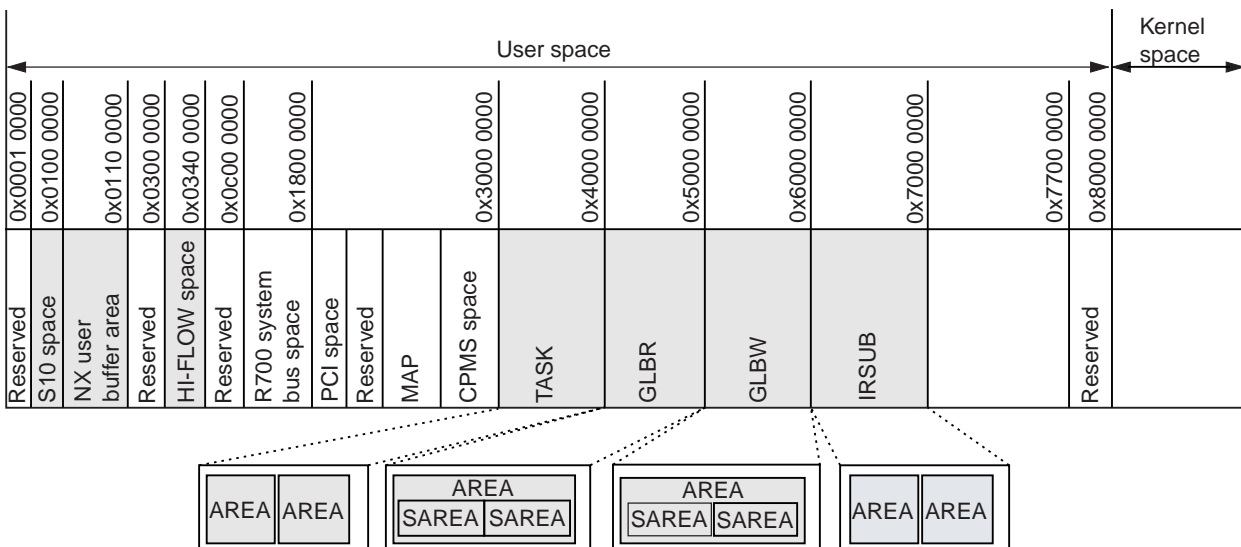 User space
Kernel
space
0x0001 0000
0x0100 0000
0x0110 0000
0x0300 0000
0x0340 0000
0x0c00 0000
0x1800 0000
0x3000 0000
0x4000 0000
0x5000 0000
0x6000 0000
0x7000 0000
0x7700 0000
0x8000 0000
Reserved
S10 space
NX user
buffer area
Reserved
HI-FLOW space
Reserved
R700 system
bus space
PCI space
Reserved
MAP
CPMS space
TASK
GLBR
GLBW
IRSUB
Reserved
AREA AREA
AREA
SAREA SAREA
AREA
SAREA SAREA
AREA AREA